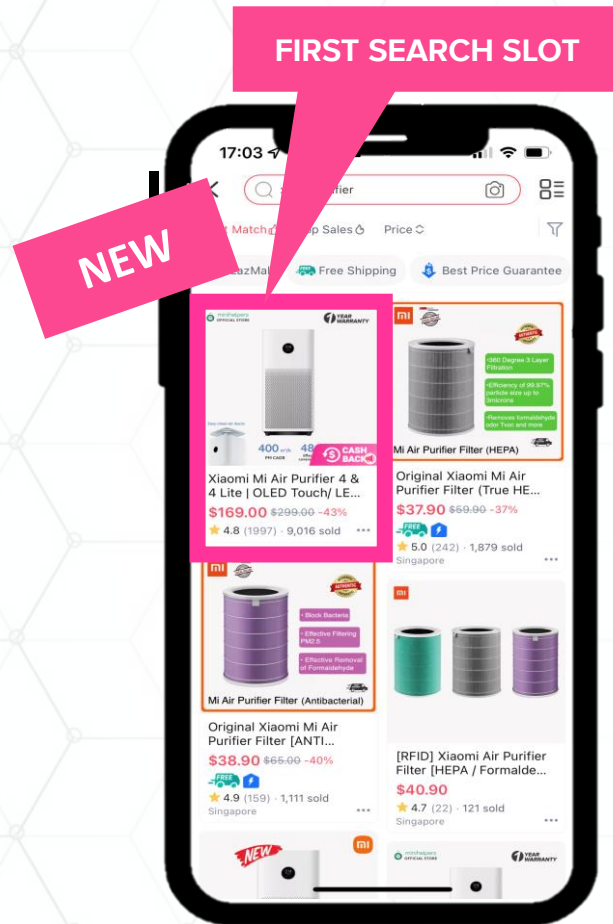 FIRST SEARCH SLOT
NEW
17:03
Sales
Price
Free Shipping
Best Price Guarantee
minihelpers
OFFICIAL STORE
1 YEAR
WARRANTY
400
48
CASH
BACK
Xiaomi Mi Air Purifier 4 &
4 Lite | OLED Touch/ LE...
$169.00 $299.00 -43%
4.8 (1997) · 9,016 sold
AUTHENTIC
•360 Degree 3 Layer
Filtration
•Efficiency of 99.97%
particle size up to
3microns
•Removes formaldehyde
odor Tvoc and more
Mi Air Purifier Filter (HEPA)
Original Xiaomi Mi Air
Purifier Filter (True HE...
$37.90 $59.90 -37%
FREE
5.0 (242) · 1,879 sold
Singapore
AUTHENTIC
• Block Bacteria
• Effective Filtering
PM2.5
• Effective Removal
of Formaldehyde
Mi Air Purifier Filter (Antibacterial)
Original Xiaomi Mi Air
Purifier Filter [ANTI...
$38.90 $65.00 -40%
FREE
4.9 (159) · 1,111 sold
Singapore
[RFID] Xiaomi Air Purifier
Filter [HEPA / Formalde...
$40.90
4.7 (22) · 121 sold
Singapore
NEW
minihelpers
OFFICIAL STORE
1 YEAR
WARRANTY